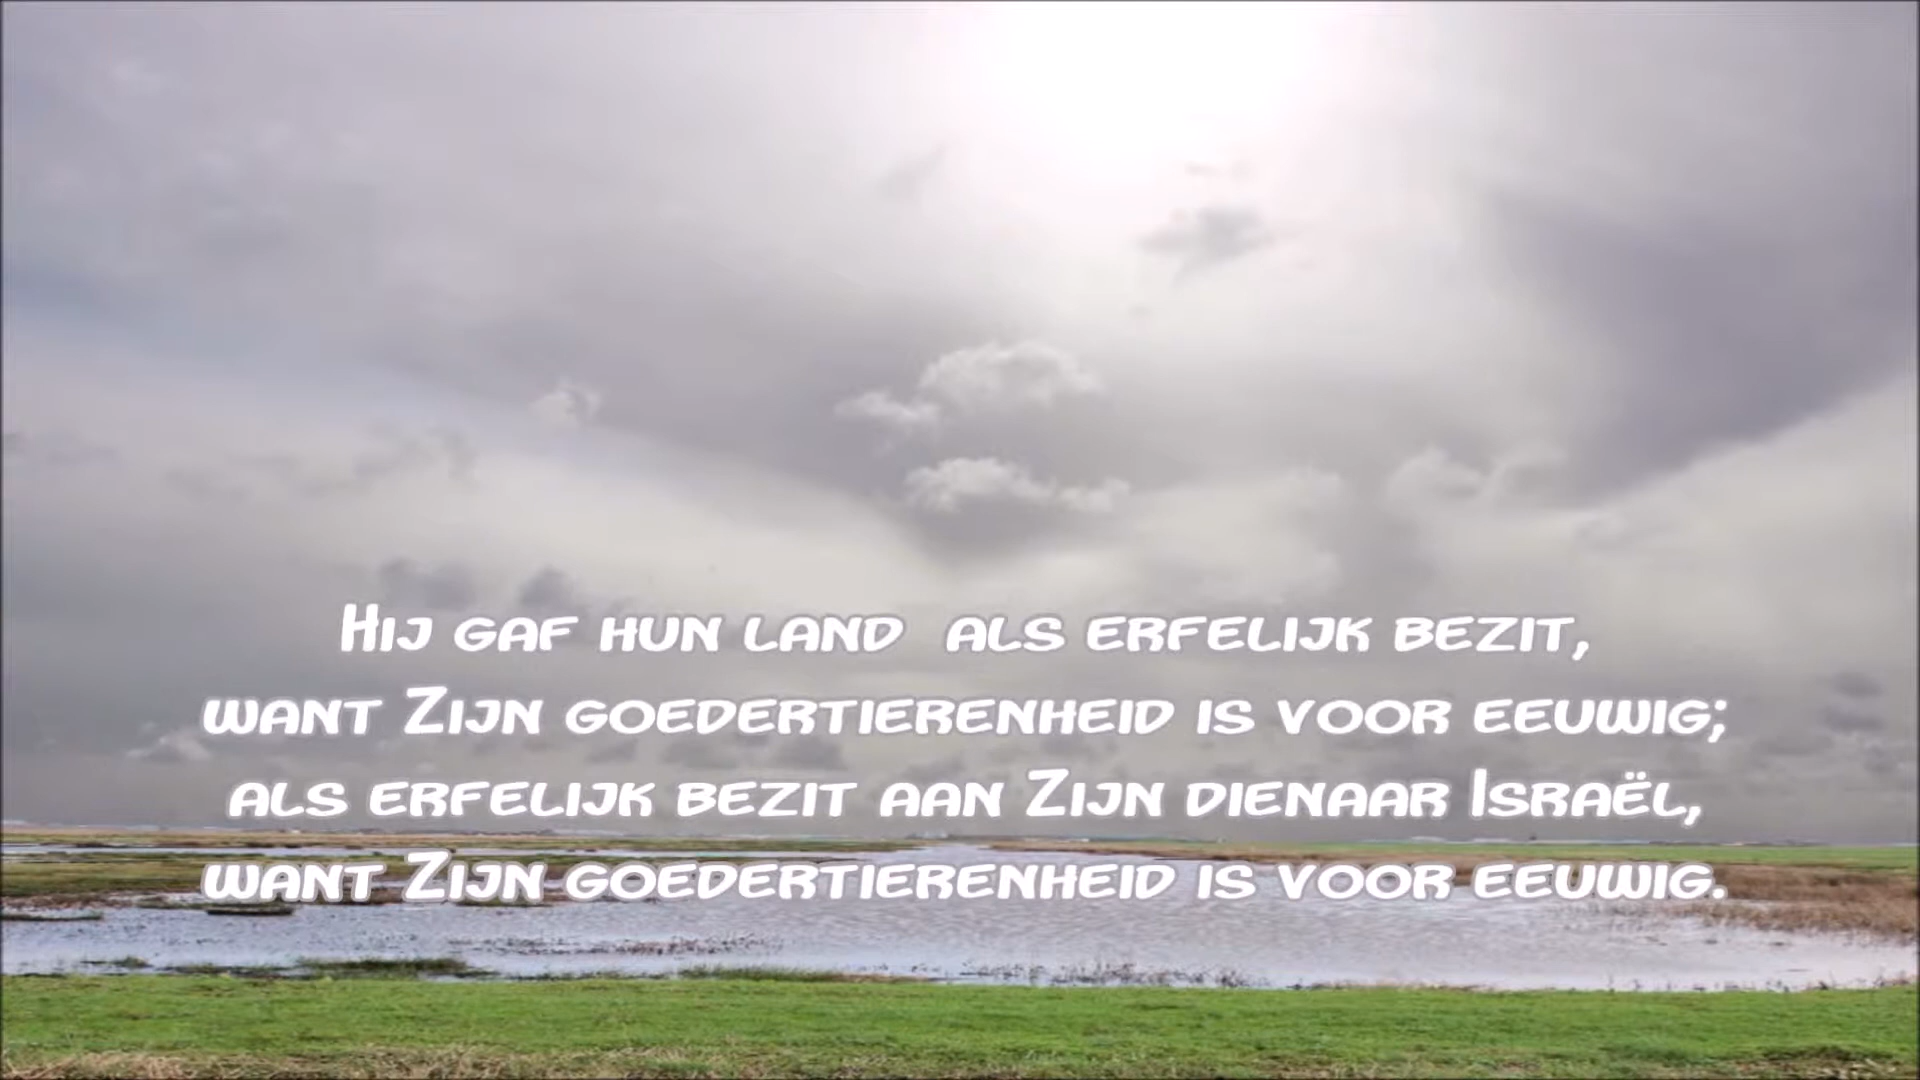 Hij gaf hun land als erfelijk bezit,
want Zijn goedertierenheid is voor eeuwig;
als erfelijk bezit aan Zijn dienaar Israël,
want Zijn goedertierenheid is voor eeuwig.